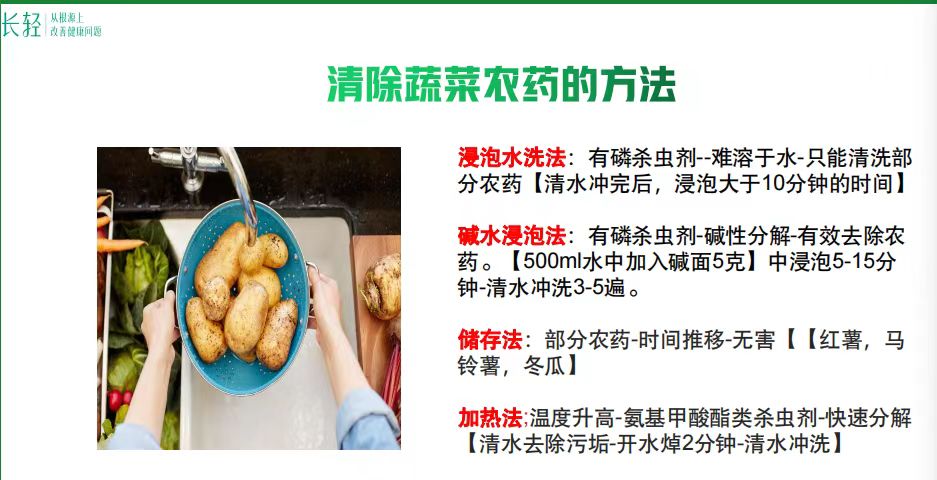 长轻 从根源上
改善健康问题
清除蔬菜农药的方法
浸泡水洗法：有磷杀虫剂--难溶于水-只能清洗部
分农药【清水冲完后，浸泡大于10分钟的时间】
碱水浸泡法：有磷杀虫剂-碱性分解-有效去除农
药。【500ml水中加入碱面5克】中浸泡5-15分
钟-清水冲洗3-5遍。
储存法：部分农药-时间推移-无害【【红薯，马
铃薯，冬瓜】
加热法;温度升高-氨基甲酸酯类杀虫剂-快速分解
【清水去除污垢-开水焯2分钟-清水冲洗】